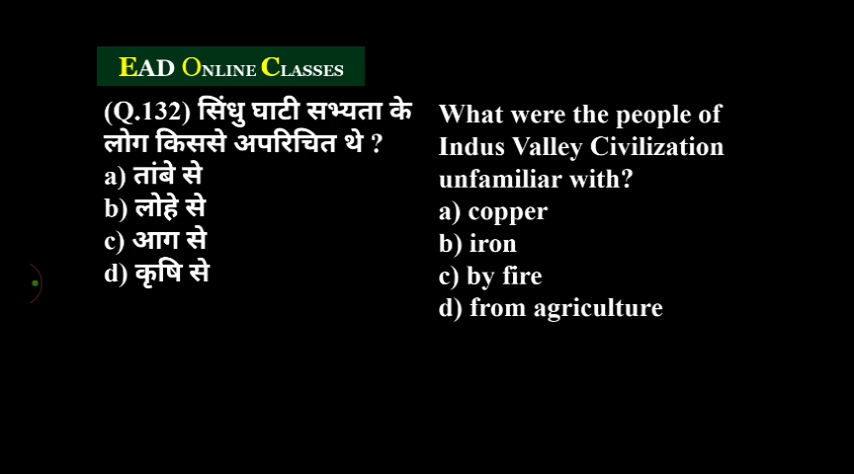 EAD ONLINE CLASSES
(Q.132) सिंधु घाटी सभ्यता के
लोग किससे अपरिचित थे ?
a) तांबे से
b) लोहे से
c) आग से
d) कृषि से
What were the people of
Indus Valley Civilization
unfamiliar with?
a) copper
b) iron
c) by fire
d) from agriculture